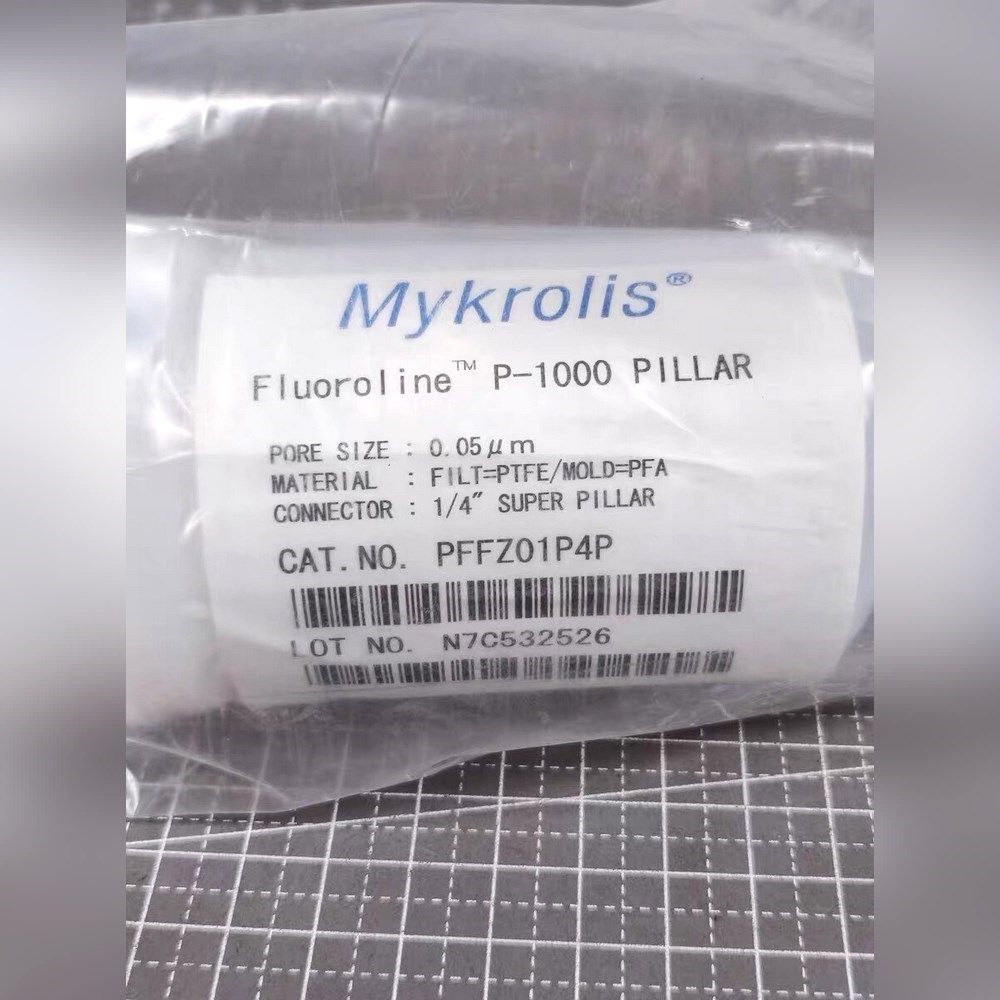 Mykrolis®
Fluoroline™ P-1000 PILLAR
PORE SIZE : 0.05μm
MATERIAL : FILT=PTFE/MOLD=PFA
CONNECTOR : 1/4" SUPER PILLAR
CAT.NO. PFFZ01P4P
LOT NO. N7C532526